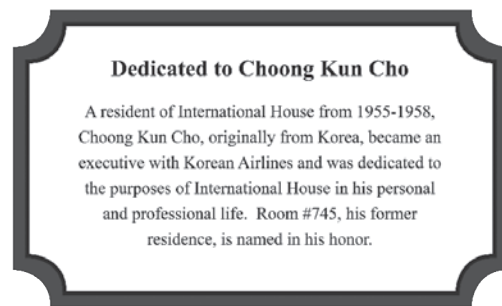 Dedicated to Choong Kun Cho
A resident of International House from 1955-1958,
Choong Kun Cho, originally from Korea, became an
executive with Korean Airlines and was dedicated to
the purposes of International House in his personal
and professional life. Room #745, his former
residence, is named in his honor.